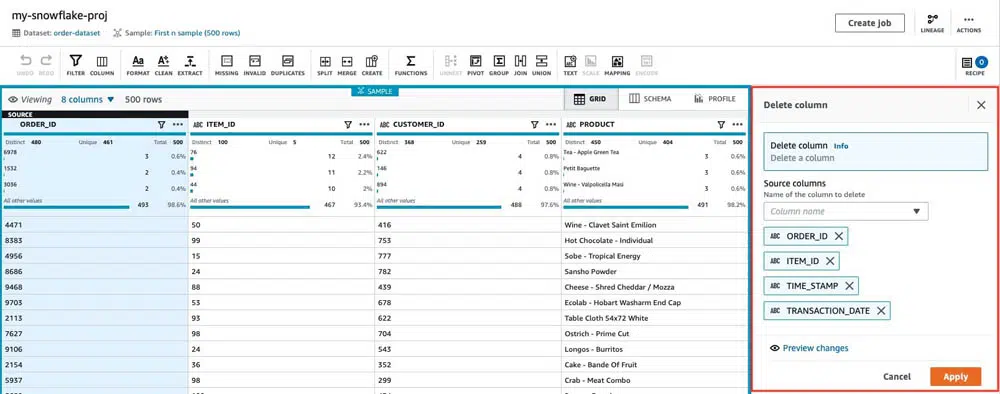 my-snowflake-proj
Dataset: order-dataset Sample: First n sample (500 rows)
Create job
LINEAGE
ACTIONS
UNDO REDO FILTER COLUMN FORMAT CLEAN EXTRACT MISSING INVALID DUPLICATES SPLIT MERGE CREATE FUNCTIONS UNNEST PIVOT GROUP JOIN UNION TEXT SCALE MAPPING ENCODE
0
RECIPE
Viewing 8 columns 500 rows
SAMPLE
GRID SCHEMA PROFILE
SOURCE
ORDER_ID ABC ITEM_ID ABC CUSTOMER_ID ABC PRODUCT
Distinct 480 Unique 461 Total 500 Distinct 100 Unique 5 Total 500 Distinct 368 Unique 259 Total 500 Distinct 450 Unique 404 Total 500
6978 3 0.6% 76 12 2.4% 622 4 0.8% Tea - Apple Green Tea 3 0.6%
1532 2 0.4% 94 11 2.2% 146 4 0.8% Petit Baguette 3 0.6%
3036 2 0.4% 44 10 2% 894 4 0.8% Wine - Valpolicella Masi 3 0.6%
All other values 493 98.6% All other values 467 93.4% All other values 488 97.6% All other values 491 98.2%
4471 50 416 Wine - Clavet Saint Emilion
8383 99 753 Hot Chocolate - Individual
4956 15 777 Sobe - Tropical Energy
8686 24 782 Sansho Powder
9468 88 439 Cheese - Shred Cheddar / Mozza
9703 53 678 Ecolab - Hobart Washarm End Cap
2113 93 622 Table Cloth 54x72 White
7627 98 704 Ostrich - Prime Cut
9106 24 543 Longos - Burritos
2154 36 352 Cake - Bande Of Fruit
5937 98 299 Crab - Meat Combo
Delete column
Delete column Info
Delete a column
Source columns
Name of the column to delete
Column name
ABC ORDER_ID
ABC ITEM_ID
ABC TIME_STAMP
ABC TRANSACTION_DATE
Preview changes
Cancel Apply